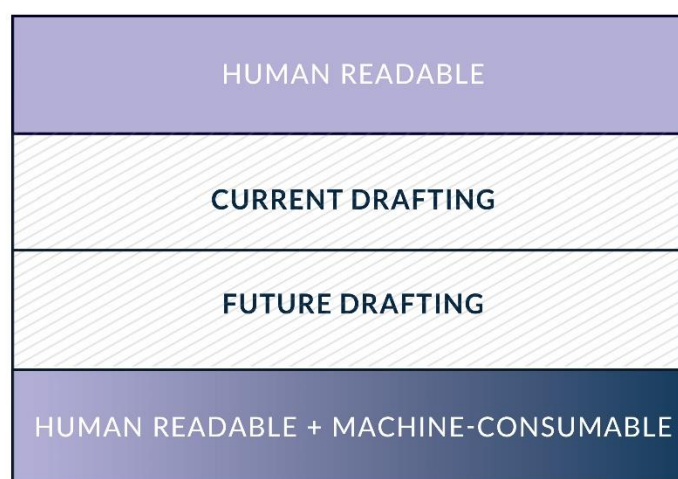 HUMAN READABLE
CURRENT DRAFTING
FUTURE DRAFTING
HUMAN READABLE + MACHINE-CONSUMABLE